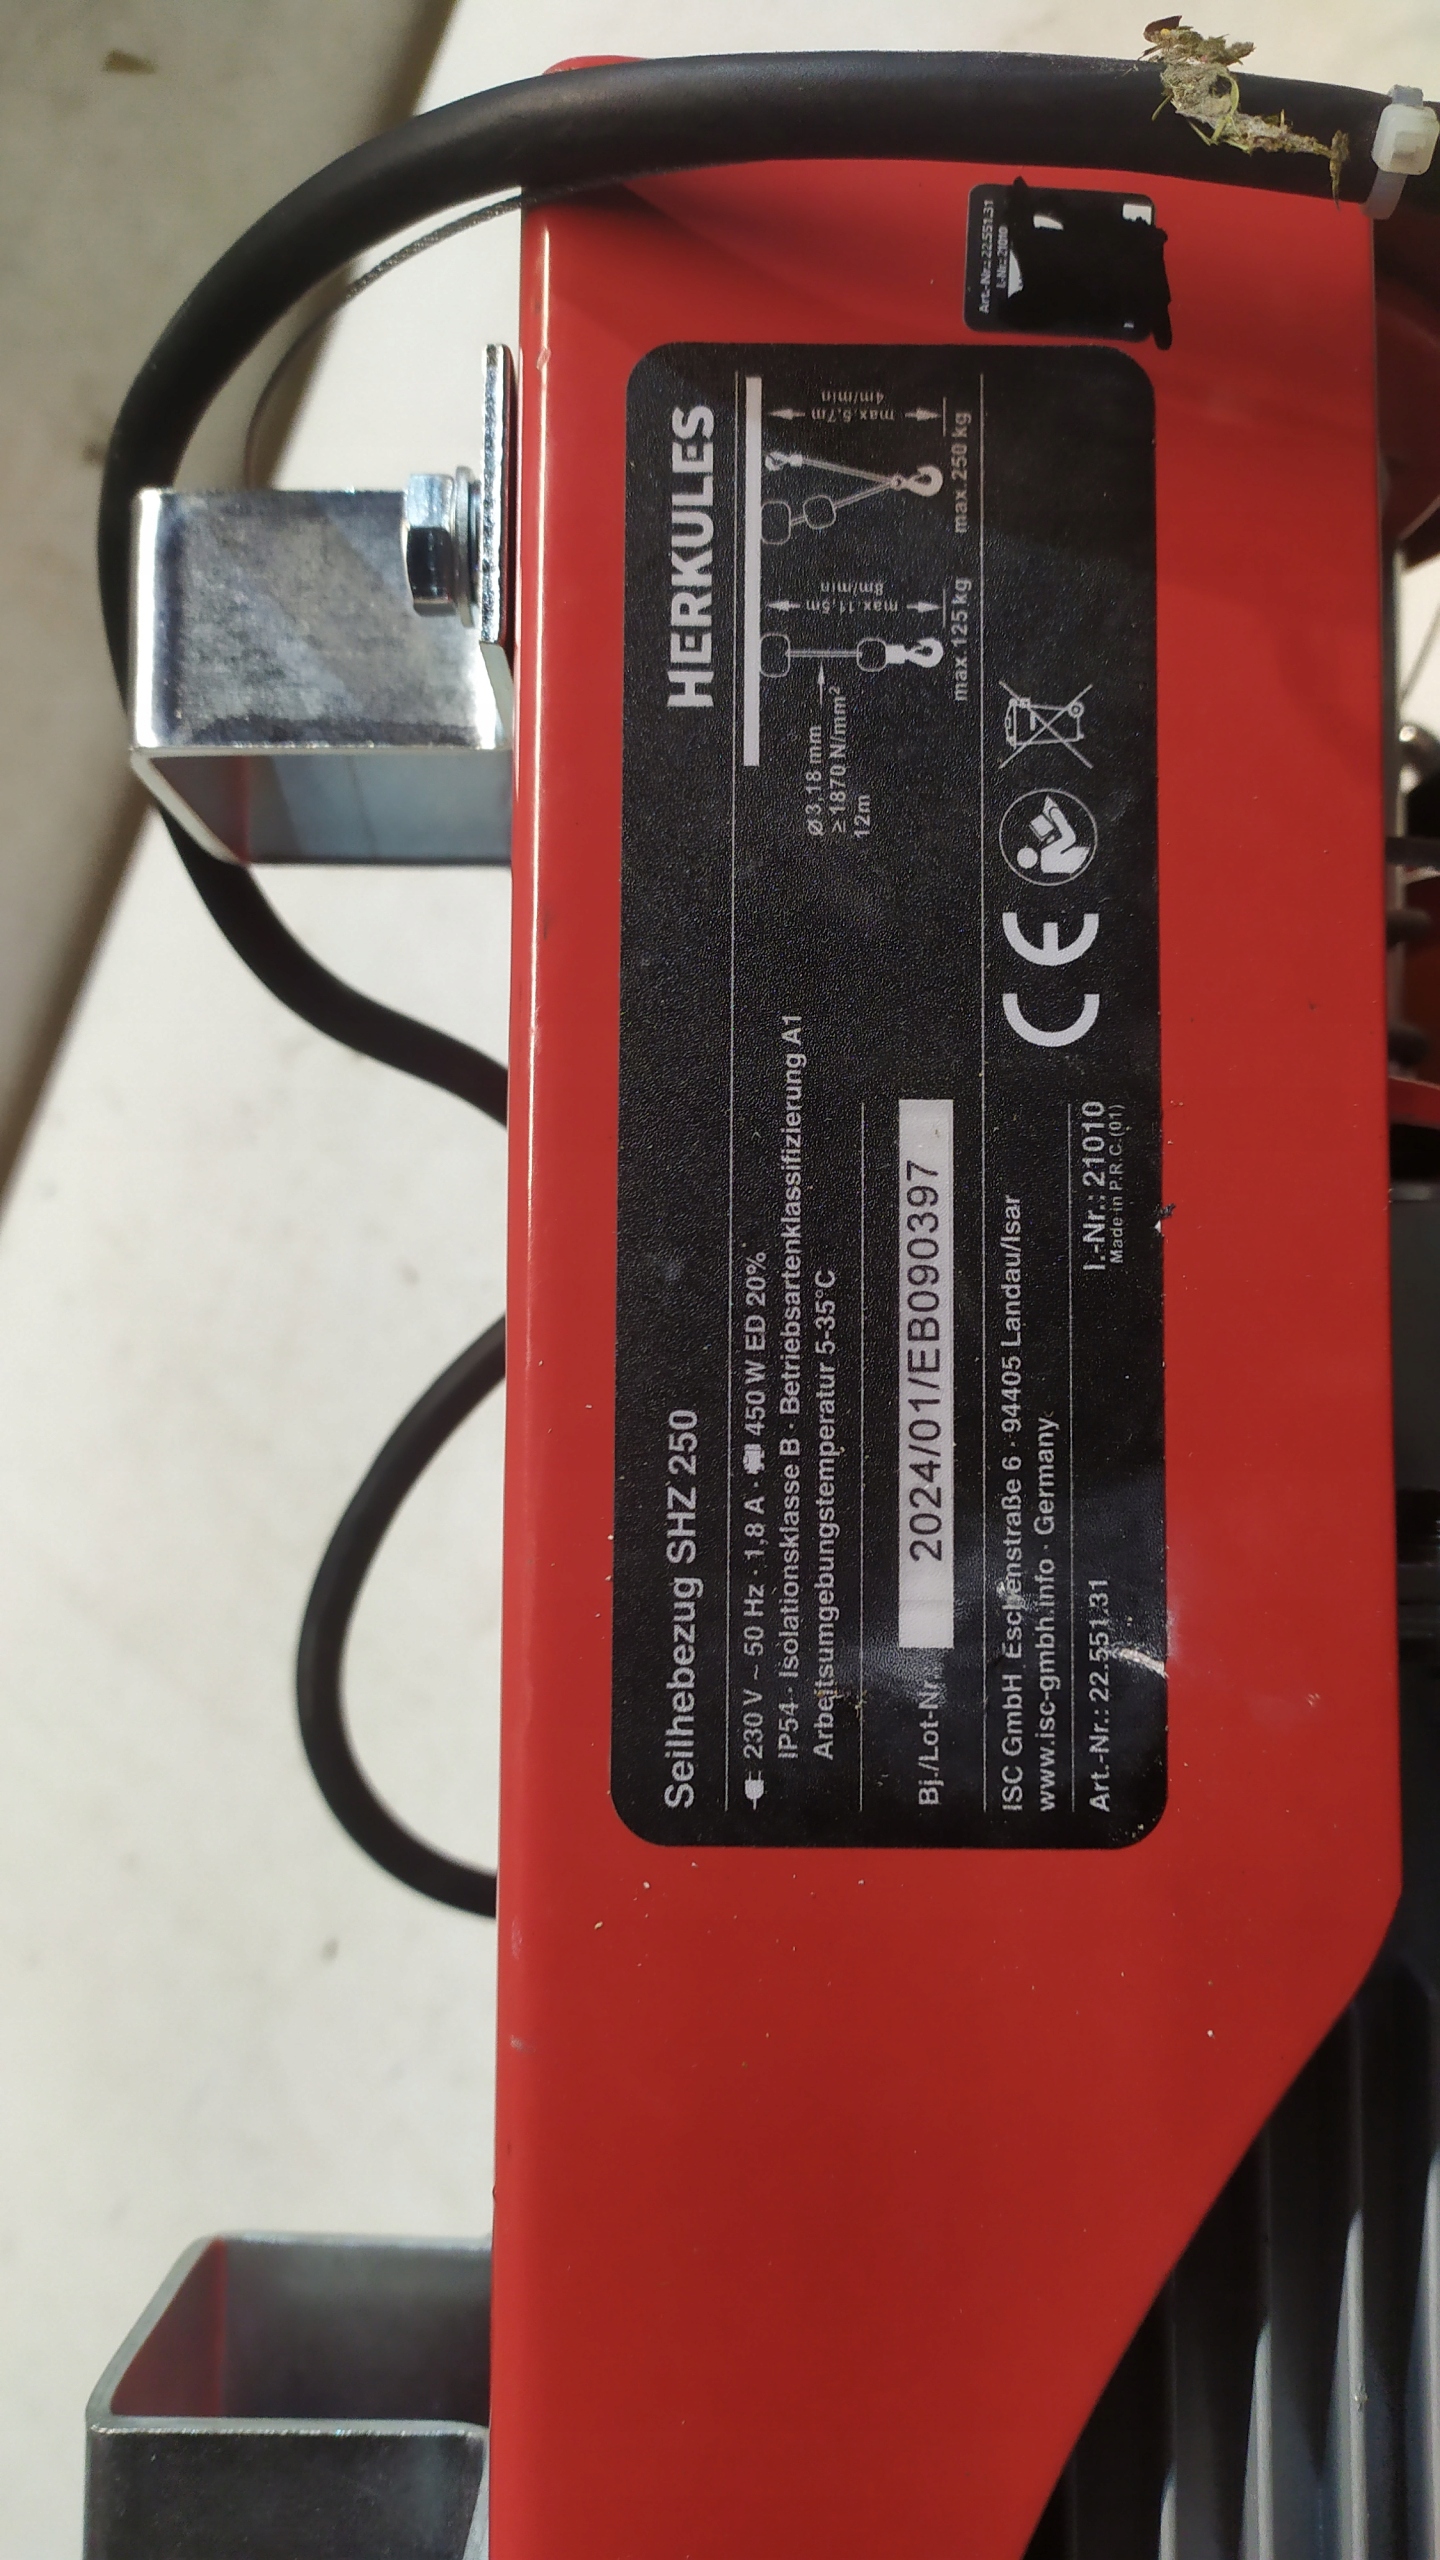 Seilhebezug SHZ 250
HERKULES
230 V ~ 50 Hz · 1,8 A · 450 W ED 20%
IP54 · Isolationsklasse B · Betriebsartenklassifizierung A1
Arbeitsumgebungstemperatur 5-35°C
Ø 3,18 mm
≥ 1870 N/mm²
12m
max. 11,5m
8m/min
max. 125 kg
max. 5,7m
4m/min
max. 250 kg
Bj./Lot-Nr.:
2024/01/EB090397
ISC GmbH Eschenstraße 6 · 94405 Landau/Isar
www.isc-gmbh.info · Germany
Art.-Nr.: 22.551.31
I.-Nr.: 21010
Made in P.R.C.(01)
CE
Art.-Nr.: 22.551.31
I.-Nr.: 21010